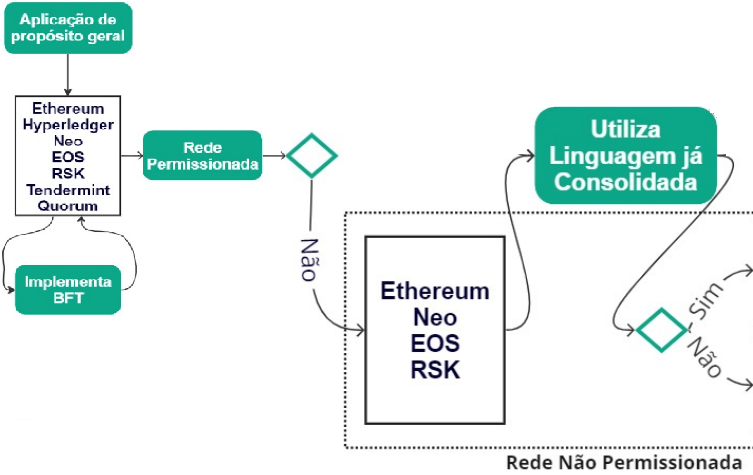 Aplicação de
propósito geral
Ethereum
Hyperledger
Neo
EOS
RSK
Tendermint
Quorum
Implementa
BFT
Rede
Permissionada
Não
Ethereum
Neo
EOS
RSK
Utiliza
Linguagem já
Consolidada
Sim
Não
Rede Não Permissionada